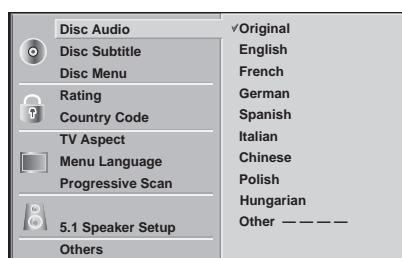 Disc Audio
Disc Subtitle
Disc Menu
Rating
Country Code
TV Aspect
Menu Language
Progressive Scan
5.1 Speaker Setup
Others
✓Original
English
French
German
Spanish
Italian
Chinese
Polish
Hungarian
Other — — — —